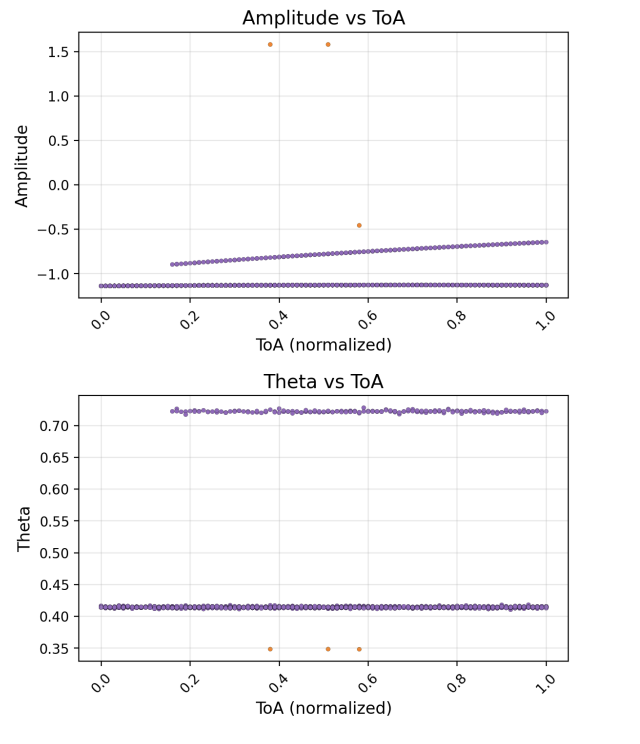 Amplitude vs ToA
1.5
1.0
0.5
0.0
−0.5
−1.0
Amplitude
0.0 0.2 0.4 0.6 0.8 1.0
ToA (normalized)
Theta vs ToA
0.70
0.65
0.60
0.55
0.50
0.45
0.40
0.35
Theta
0.0 0.2 0.4 0.6 0.8 1.0
ToA (normalized)